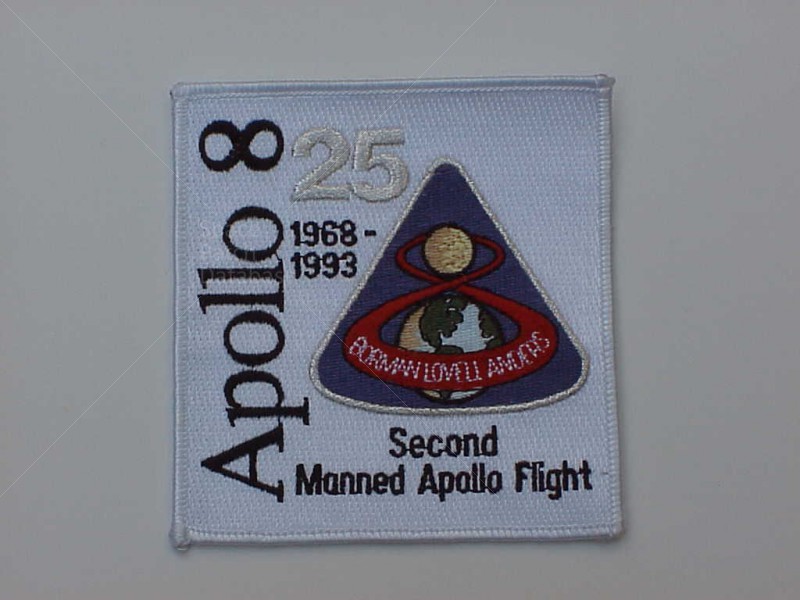 Apollo 8
25
1968 -
1993
BORMAN LOVELL ANDERS
Second
Manned Apollo Flight